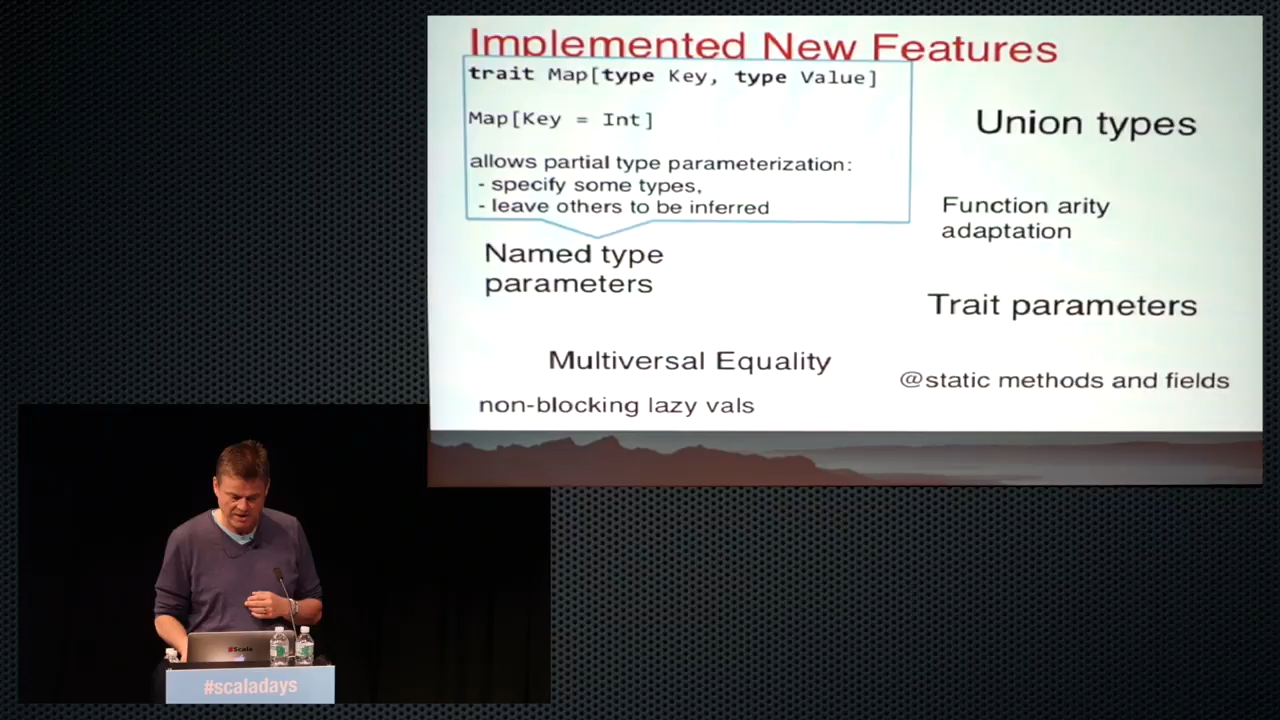 Implemented New Features
trait Map[type Key, type Value]
Map[Key = Int]
allows partial type parameterization:
- specify some types,
- leave others to be inferred
Named type
parameters
Union types
Function arity
adaptation
Trait parameters
Multiversal Equality
@static methods and fields
non-blocking lazy vals
#Scala
#scaladays